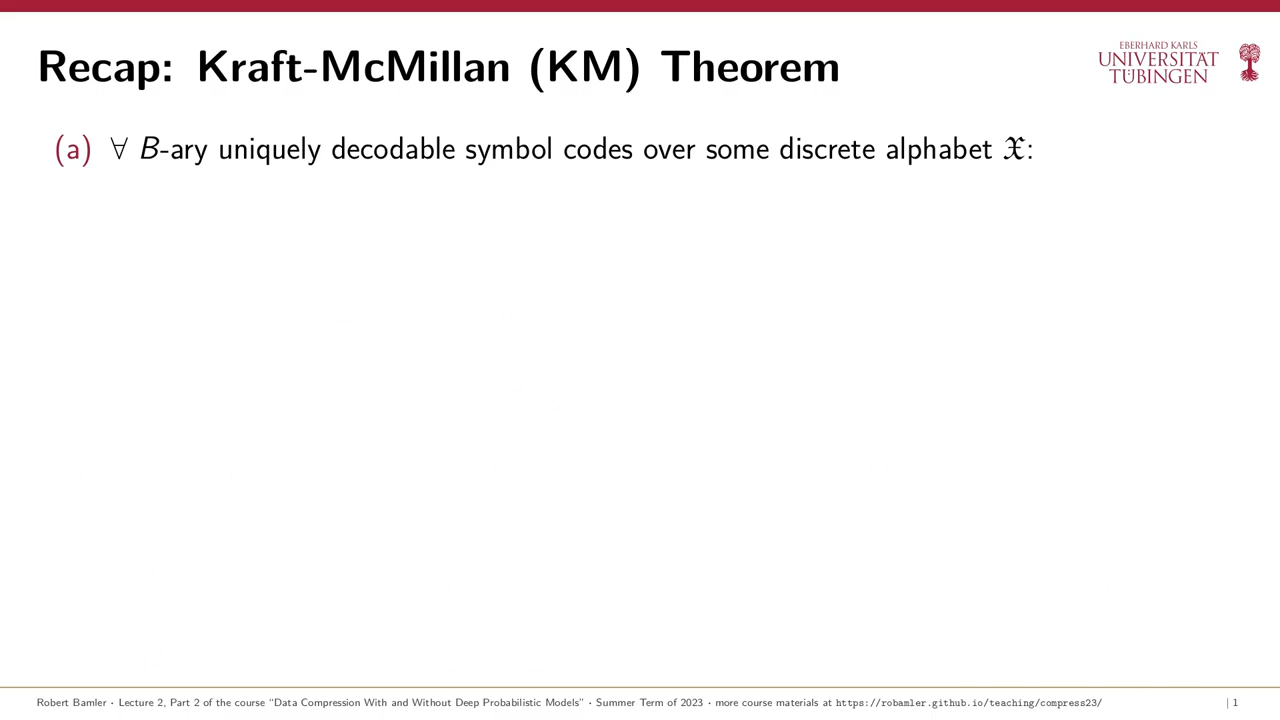 Recap: Kraft-McMillan (KM) Theorem
EBERHARD KARLS
UNIVERSITÄT
TÜBINGEN
(a) ∀ B-ary uniquely decodable symbol codes over some discrete alphabet 𝔛:
Robert Bamler · Lecture 2, Part 2 of the course “Data Compression With and Without Deep Probabilistic Models” · Summer Term of 2023 · more course materials at https://robamler.github.io/teaching/compress23/ | 1